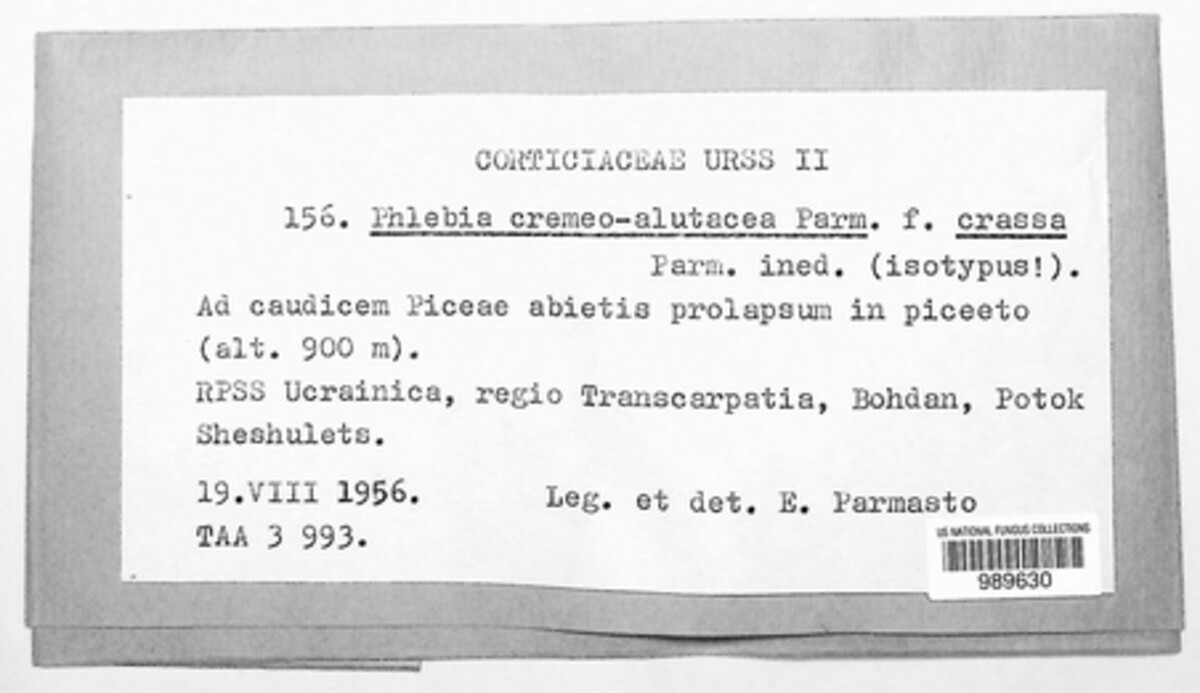 CORTICIACEAE URSS II
156. Phlebia cremeo-alutacea Parm. f. crassa
Parm. ined. (isotypus!).
Ad caudicem Piceae abietis prolapsum in piceeto
(alt. 900 m).
RPSS Ucrainica, regio Transcarpatia, Bohdan, Potok
Sheshulets.
19.VIII 1956. Leg. et det. E. Parmasto
TAA 3 993.
US NATIONAL FUNGUS COLLECTIONS
989630